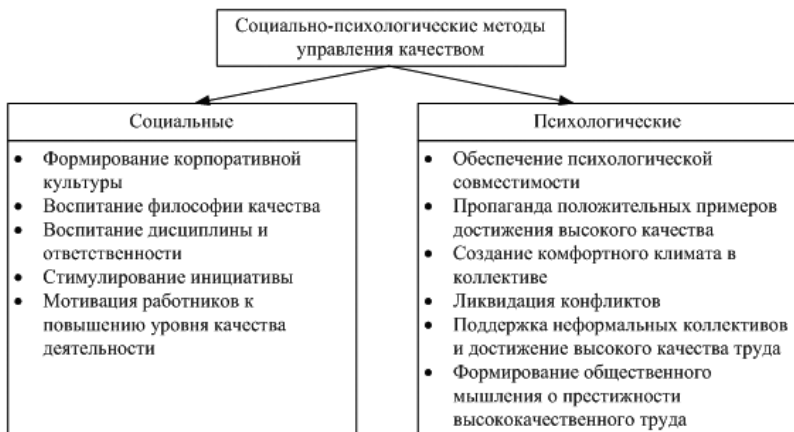 Социально-психологические методы
управления качеством
Социальные
• Формирование корпоративной
культуры
• Воспитание философии качества
• Воспитание дисциплины и
ответственности
• Стимулирование инициативы
• Мотивация работников к
повышению уровня качества
деятельности
Психологические
• Обеспечение психологической
совместимости
• Пропаганда положительных примеров
достижения высокого качества
• Создание комфортного климата в
коллективе
• Ликвидация конфликтов
• Поддержка неформальных коллективов
и достижение высокого качества труда
• Формирование общественного
мышления о престижности
высококачественного труда